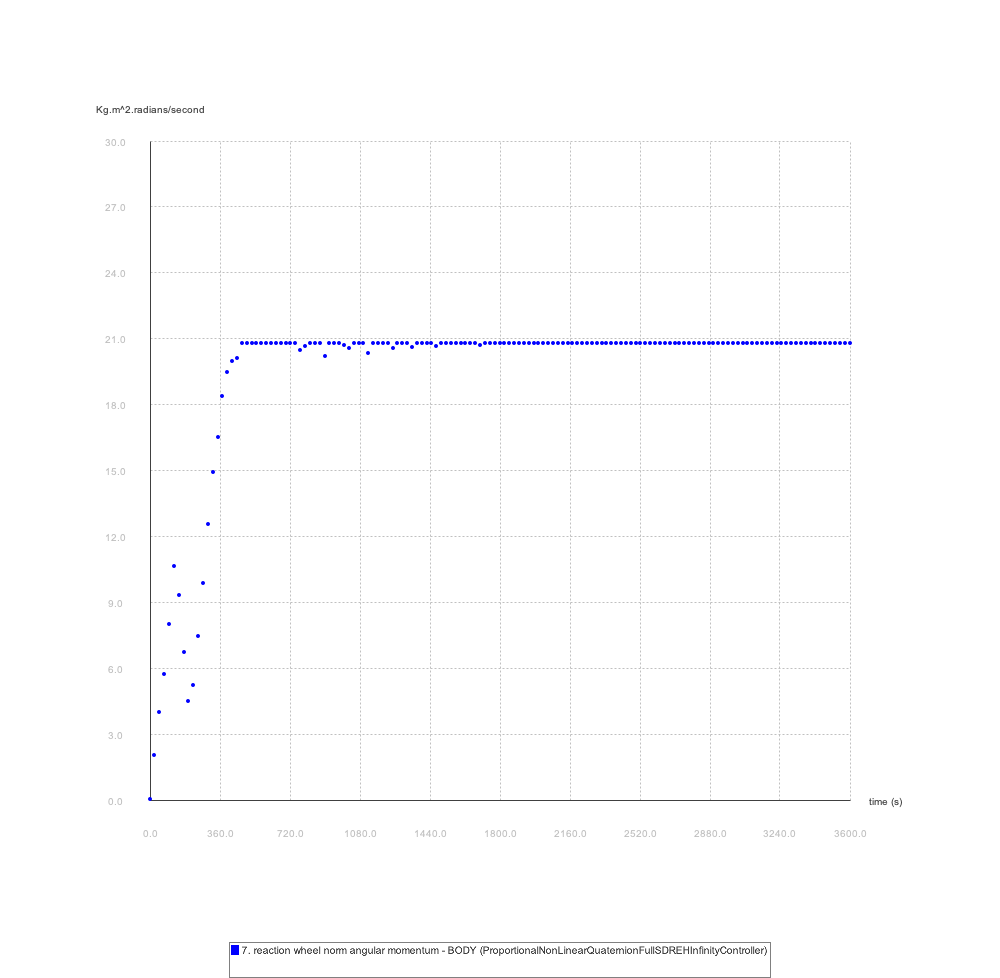 Kg.m^2.radians/second
30.0
27.0
24.0
21.0
18.0
15.0
12.0
9.0
6.0
3.0
0.0
time (s)
0.0 360.0 720.0 1080.0 1440.0 1800.0 2160.0 2520.0 2880.0 3240.0 3600.0
7. reaction wheel norm angular momentum - BODY (ProportionalNonLinearQuaternionFullSDREHInfinityController)